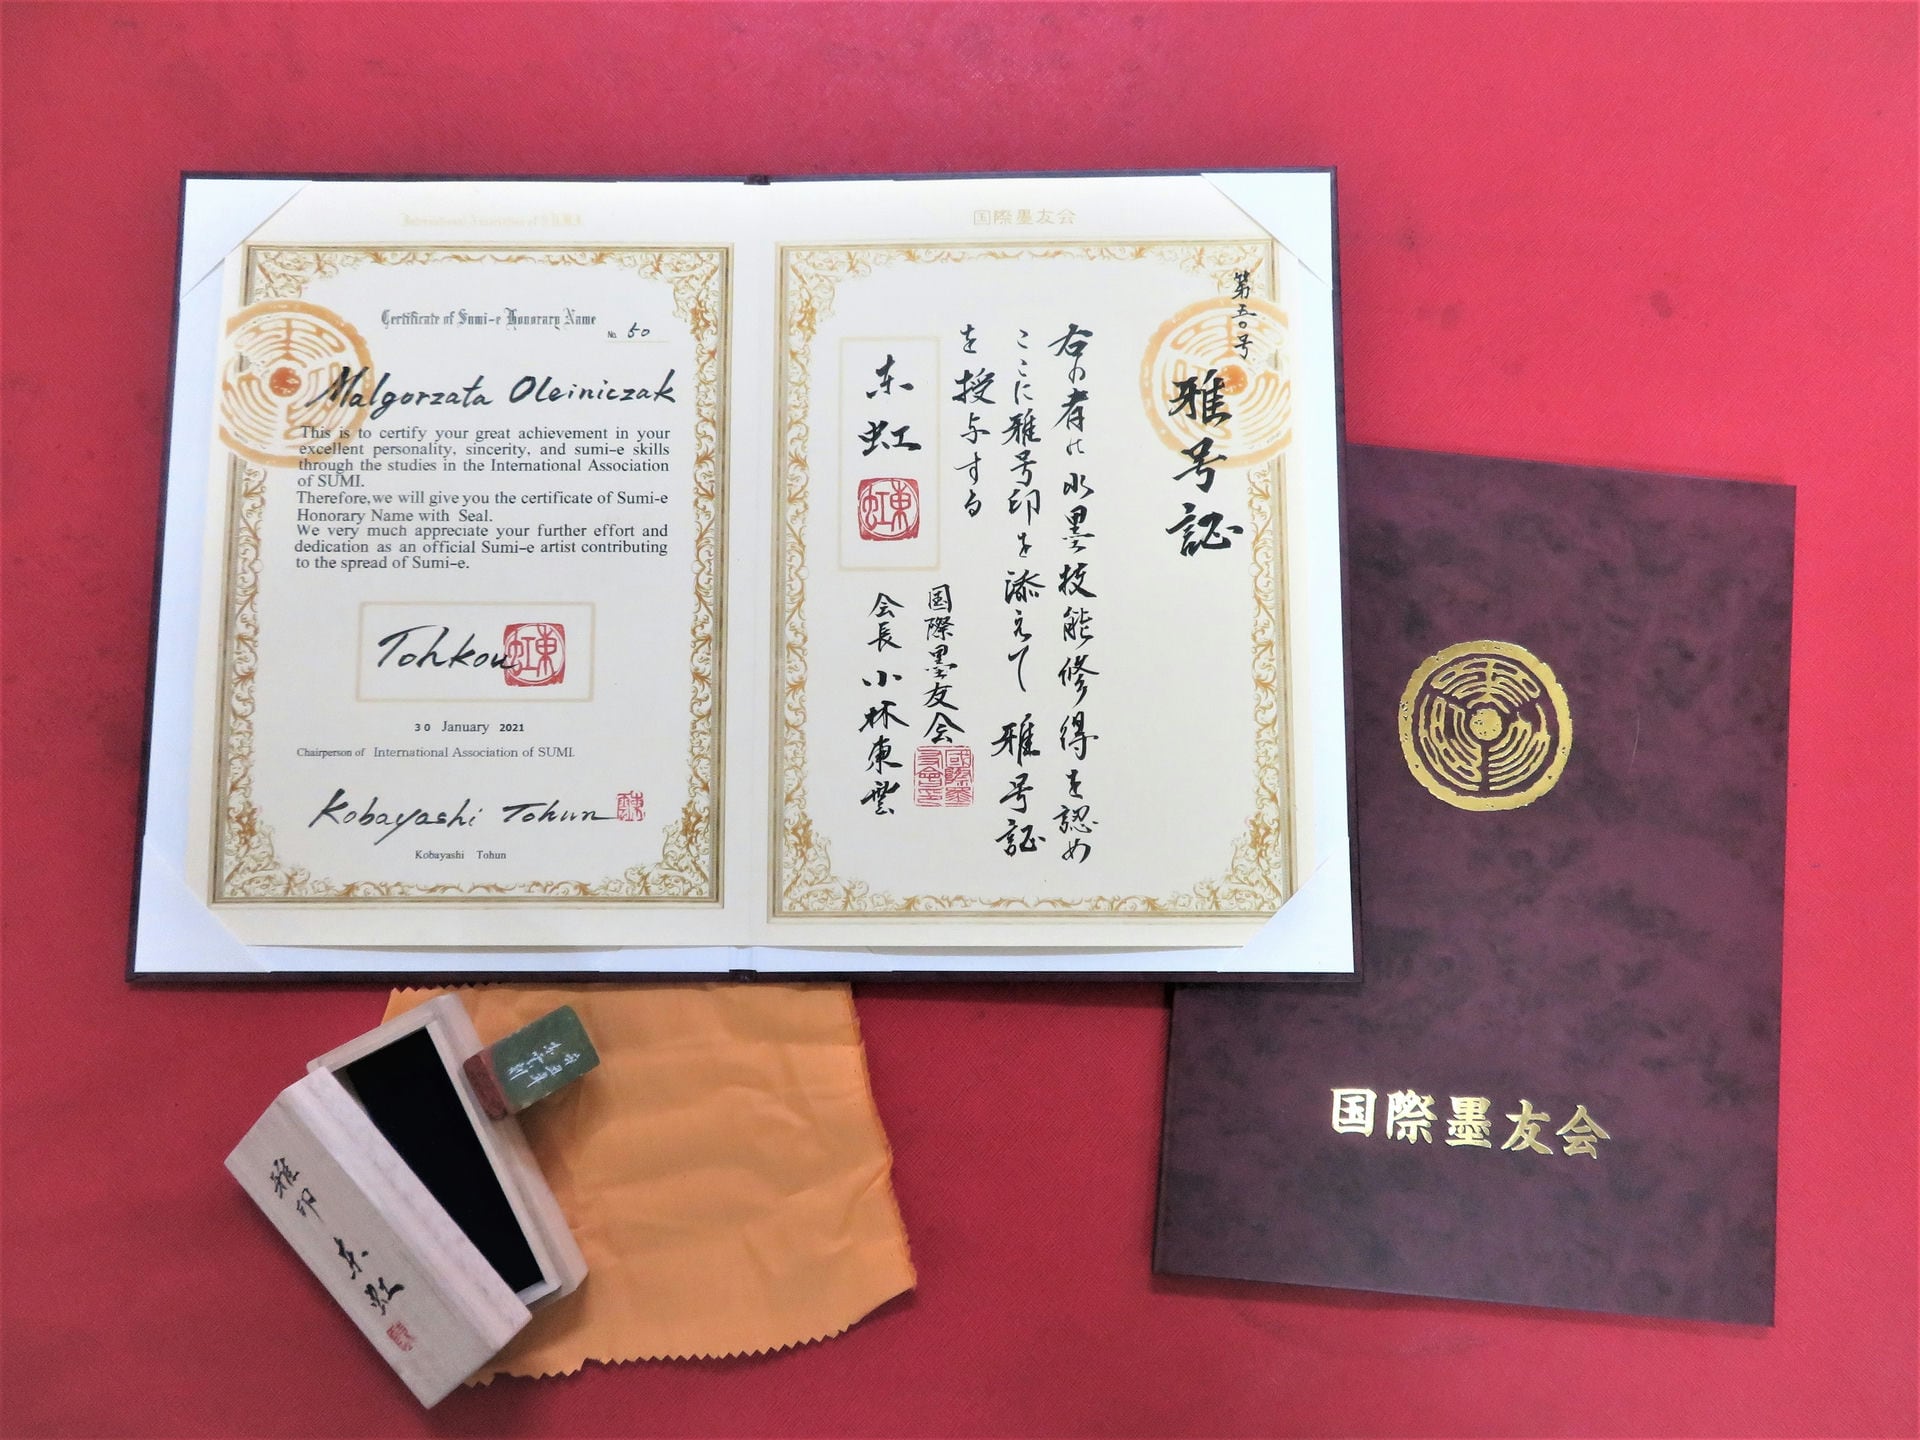 Certificate of Sumi-e Honorary Name
No. 50
Malgorzata Oleiniczak
This is to certify your great achievement in your
excellent personality, sincerity, and sumi-e skills
through the studies in the International Association
of SUMI.
Therefore, we will give you the certificate of Sumi-e
Honorary Name with Seal.
We very much appreciate your further effort and
dedication as an official Sumi-e artist contributing
to the spread of Sumi-e.
Tohkou
東虹
30 January 2021
Chairperson of International Association of SUMI.
Kobayashi Tohun
Kobayashi Tohun
国際墨友会
第五〇号
雅号証
右の者は水墨技能修得を認め
ここに雅号印を添えて雅号証
を授与する
东虹
東虹
国際墨友会
会長 小林東雲
国際墨友会
雅印 东虹